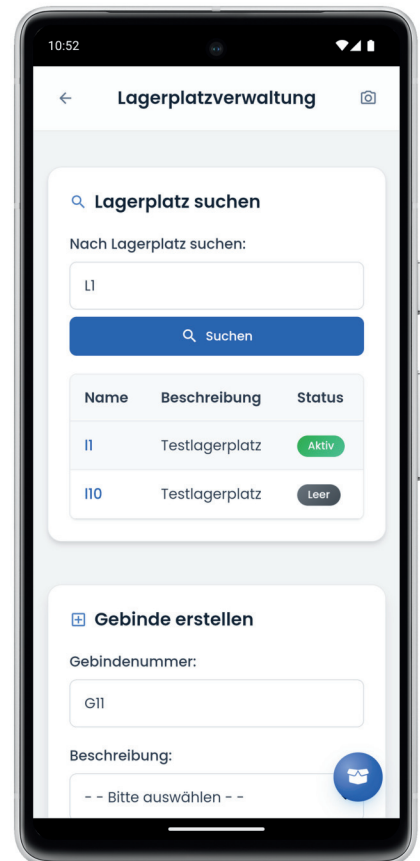 10:52
Lagerplatzverwaltung
Lagerplatz suchen
Nach Lagerplatz suchen:
L1
Suchen
Name Beschreibung Status
l1 Testlagerplatz Aktiv
l10 Testlagerplatz Leer
Gebinde erstellen
Gebindenummer:
G11
Beschreibung:
- - Bitte auswählen - -